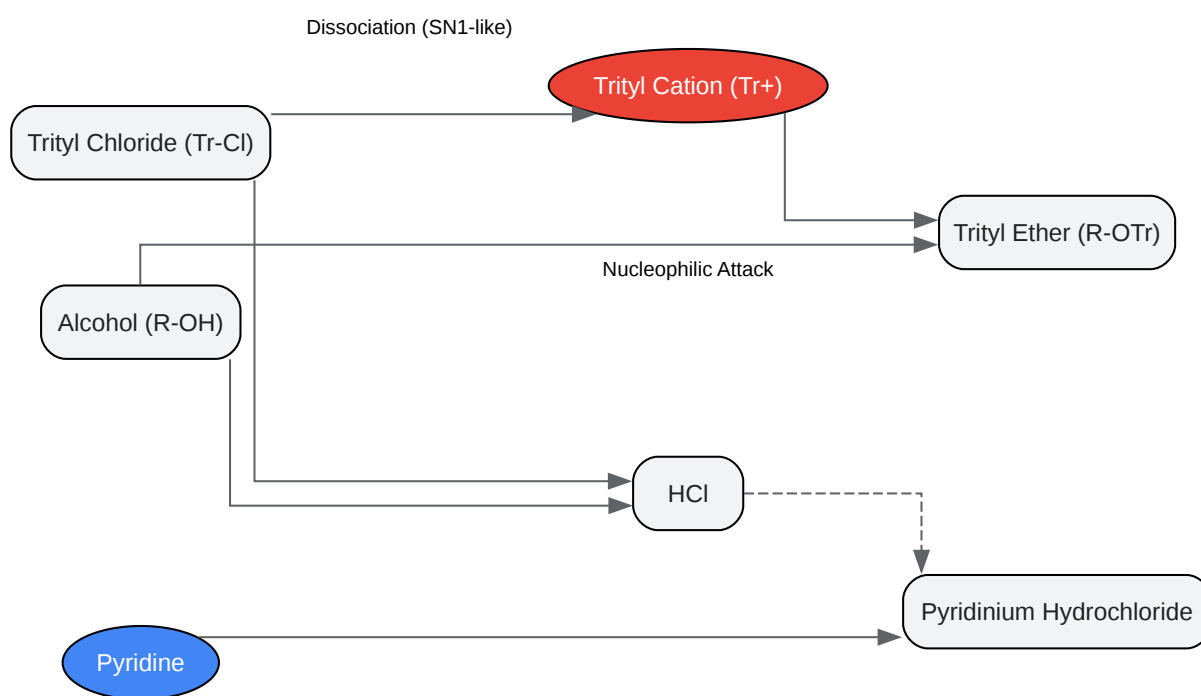 Dissociation (SN1-like)
Trityl Cation (Tr+)
Trityl Chloride (Tr-Cl)
Trityl Ether (R-OTr)
Nucleophilic Attack
Alcohol (R-OH)
HCl
Pyridinium Hydrochloride
Pyridine